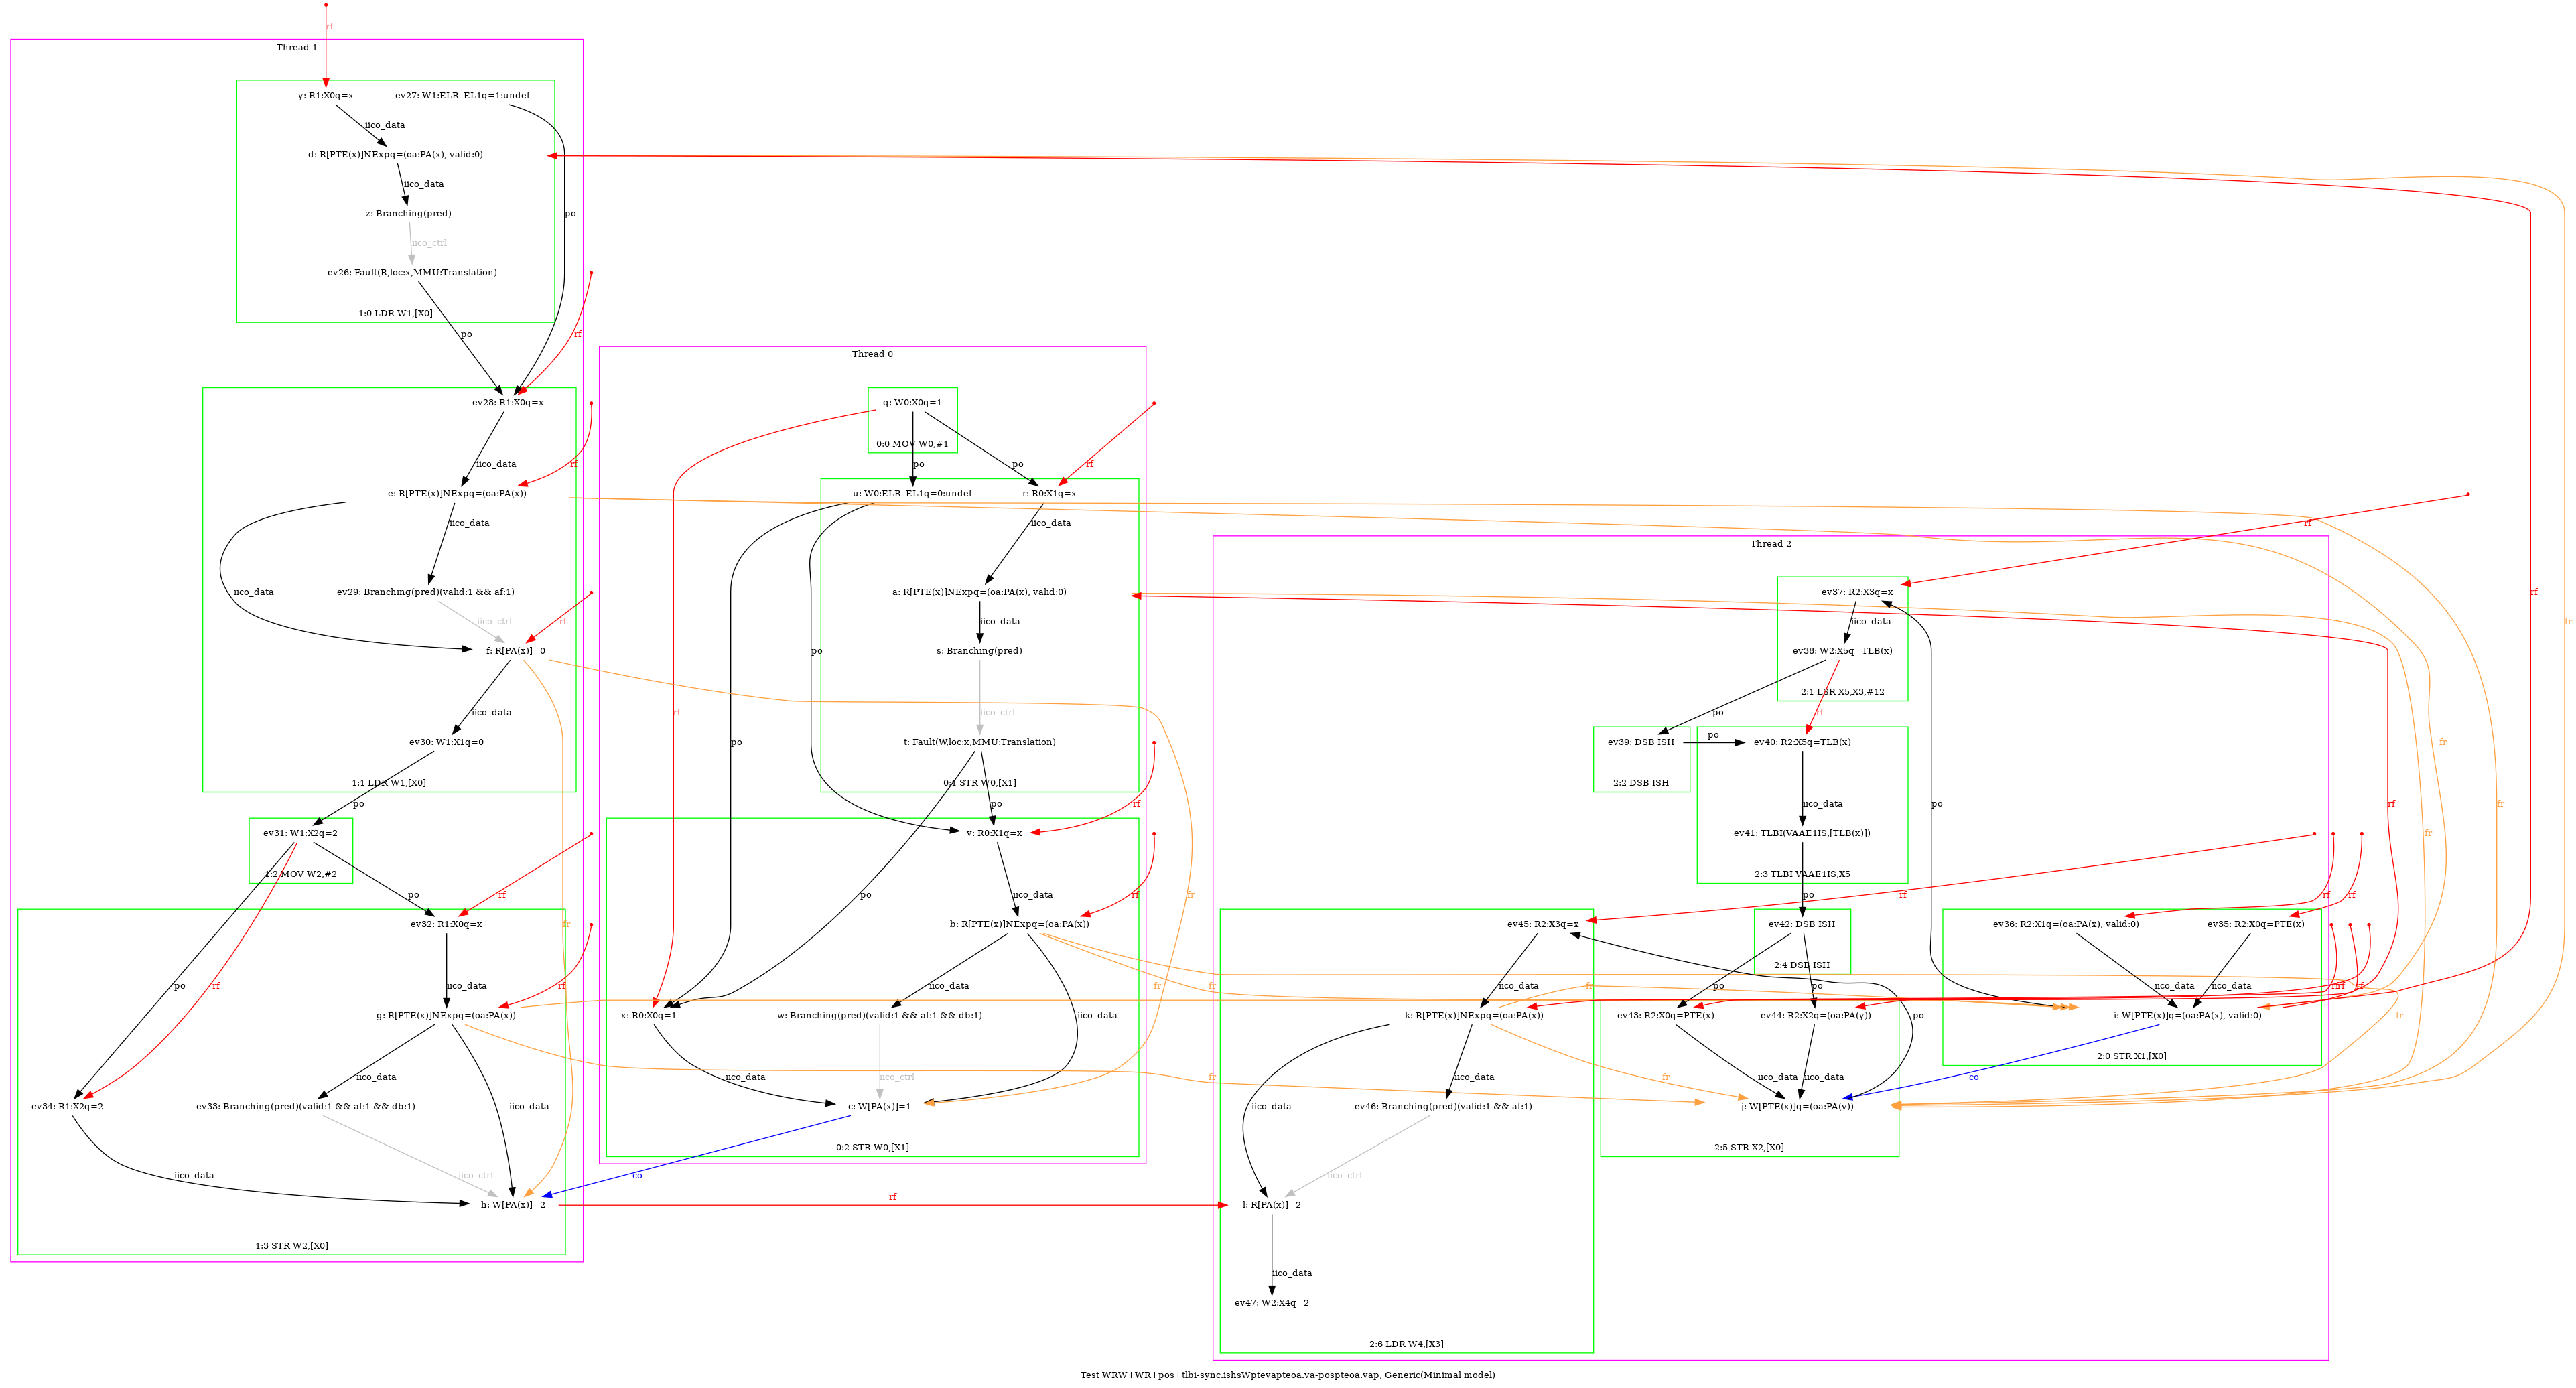 rf
Thread 1
y: R1:X0q=x
ev27: W1:ELR_EL1q=1:undef
iico_data
d: R[PTE(x)]NExpq=(oa:PA(x), valid:0)
iico_data
po
z: Branching(pred)
iico_ctrl
ev26: Fault(R,loc:x,MMU:Translation)
1:0 LDR W1,[X0]
po
rf
ev28: R1:X0q=x
iico_data
rf
e: R[PTE(x)]NExpq=(oa:PA(x))
iico_data
iico_data
ev29: Branching(pred)(valid:1 && af:1)
iico_ctrl
rf
f: R[PA(x)]=0
iico_data
ev30: W1:X1q=0
1:1 LDR W1,[X0]
po
ev31: W1:X2q=2
1:2 MOV W2,#2
po
rf
ev32: R1:X0q=x
fr
po
rf
iico_data
rf
g: R[PTE(x)]NExpq=(oa:PA(x))
iico_data
iico_data
ev34: R1:X2q=2
ev33: Branching(pred)(valid:1 && af:1 && db:1)
iico_data
iico_ctrl
h: W[PA(x)]=2
1:3 STR W2,[X0]
Thread 0
q: W0:X0q=1
0:0 MOV W0,#1
po
po
rf
u: W0:ELR_EL1q=0:undef
r: R0:X1q=x
iico_data
a: R[PTE(x)]NExpq=(oa:PA(x), valid:0)
iico_data
s: Branching(pred)
po
rf
po
iico_ctrl
t: Fault(W,loc:x,MMU:Translation)
0:1 STR W0,[X1]
po
rf
v: R0:X1q=x
po
iico_data
rf
fr
b: R[PTE(x)]NExpq=(oa:PA(x))
iico_data
fr
fr
x: R0:X0q=1
w: Branching(pred)(valid:1 && af:1 && db:1)
iico_data
iico_data
iico_ctrl
fr
c: W[PA(x)]=1
0:2 STR W0,[X1]
co
rf
Thread 2
rf
ev37: R2:X3q=x
iico_data
ev38: W2:X5q=TLB(x)
2:1 LSR X5,X3,#12
po
rf
ev39: DSB ISH
po
2:2 DSB ISH
ev40: R2:X5q=TLB(x)
iico_data
ev41: TLBI(VAAE1IS,[TLB(x)])
2:3 TLBI VAAE1IS,X5
po
po
rf
ev42: DSB ISH
2:4 DSB ISH
ev36: R2:X1q=(oa:PA(x), valid:0)
ev35: R2:X0q=PTE(x)
rf
rf
iico_data
iico_data
i: W[PTE(x)]q=(oa:PA(x), valid:0)
2:0 STR X1,[X0]
ev45: R2:X3q=x
iico_data
fr
po
po
k: R[PTE(x)]NExpq=(oa:PA(x))
ev43: R2:X0q=PTE(x)
ev44: R2:X2q=(oa:PA(y))
po
iico_data
fr
iico_data
iico_data
co
iico_data
ev46: Branching(pred)(valid:1 && af:1)
j: W[PTE(x)]q=(oa:PA(y))
2:5 STR X2,[X0]
iico_ctrl
l: R[PA(x)]=2
iico_data
ev47: W2:X4q=2
2:6 LDR W4,[X3]
rf
fr
fr
fr
fr
rf
rf
rf
rf
fr
Test WRW+WR+pos+tlbi-sync.ishsWptevapteoa.va-pospteoa.vap, Generic(Minimal model)